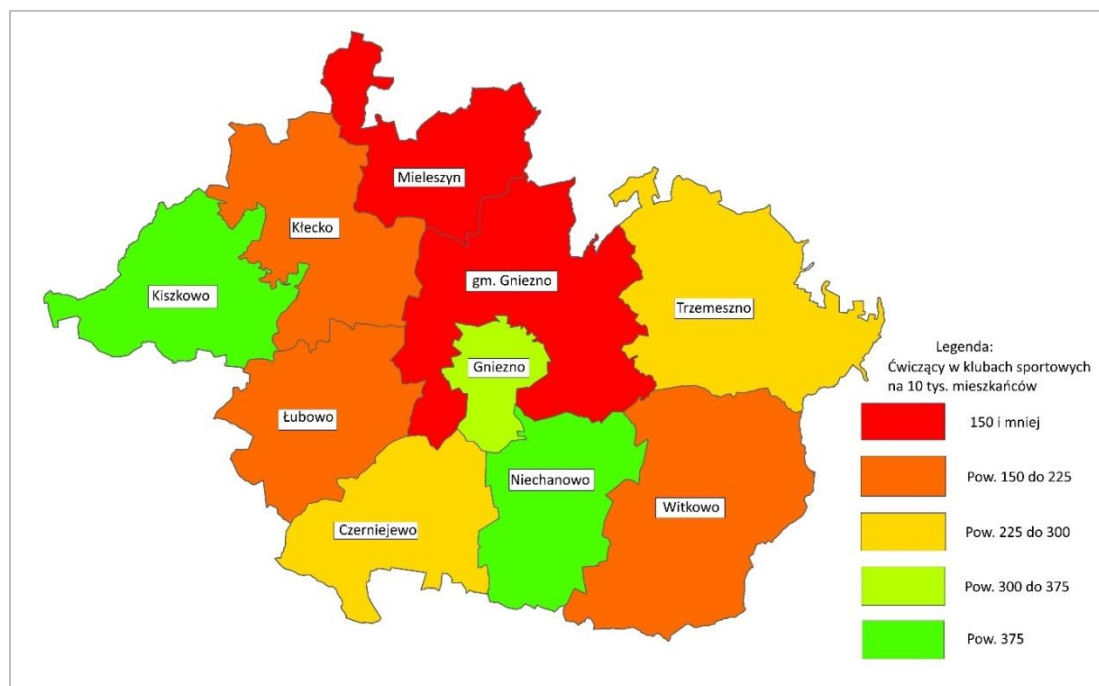 Mieleszyn
Kłecko
gm. Gniezno
Kiszkowo
Trzemeszno
Gniezno
Łubowo
Niechanowo
Witkowo
Czerniejewo
Legenda:
Ćwiczący w klubach sportowych
na 10 tys. mieszkańców
150 i mniej
Pow. 150 do 225
Pow. 225 do 300
Pow. 300 do 375
Pow. 375